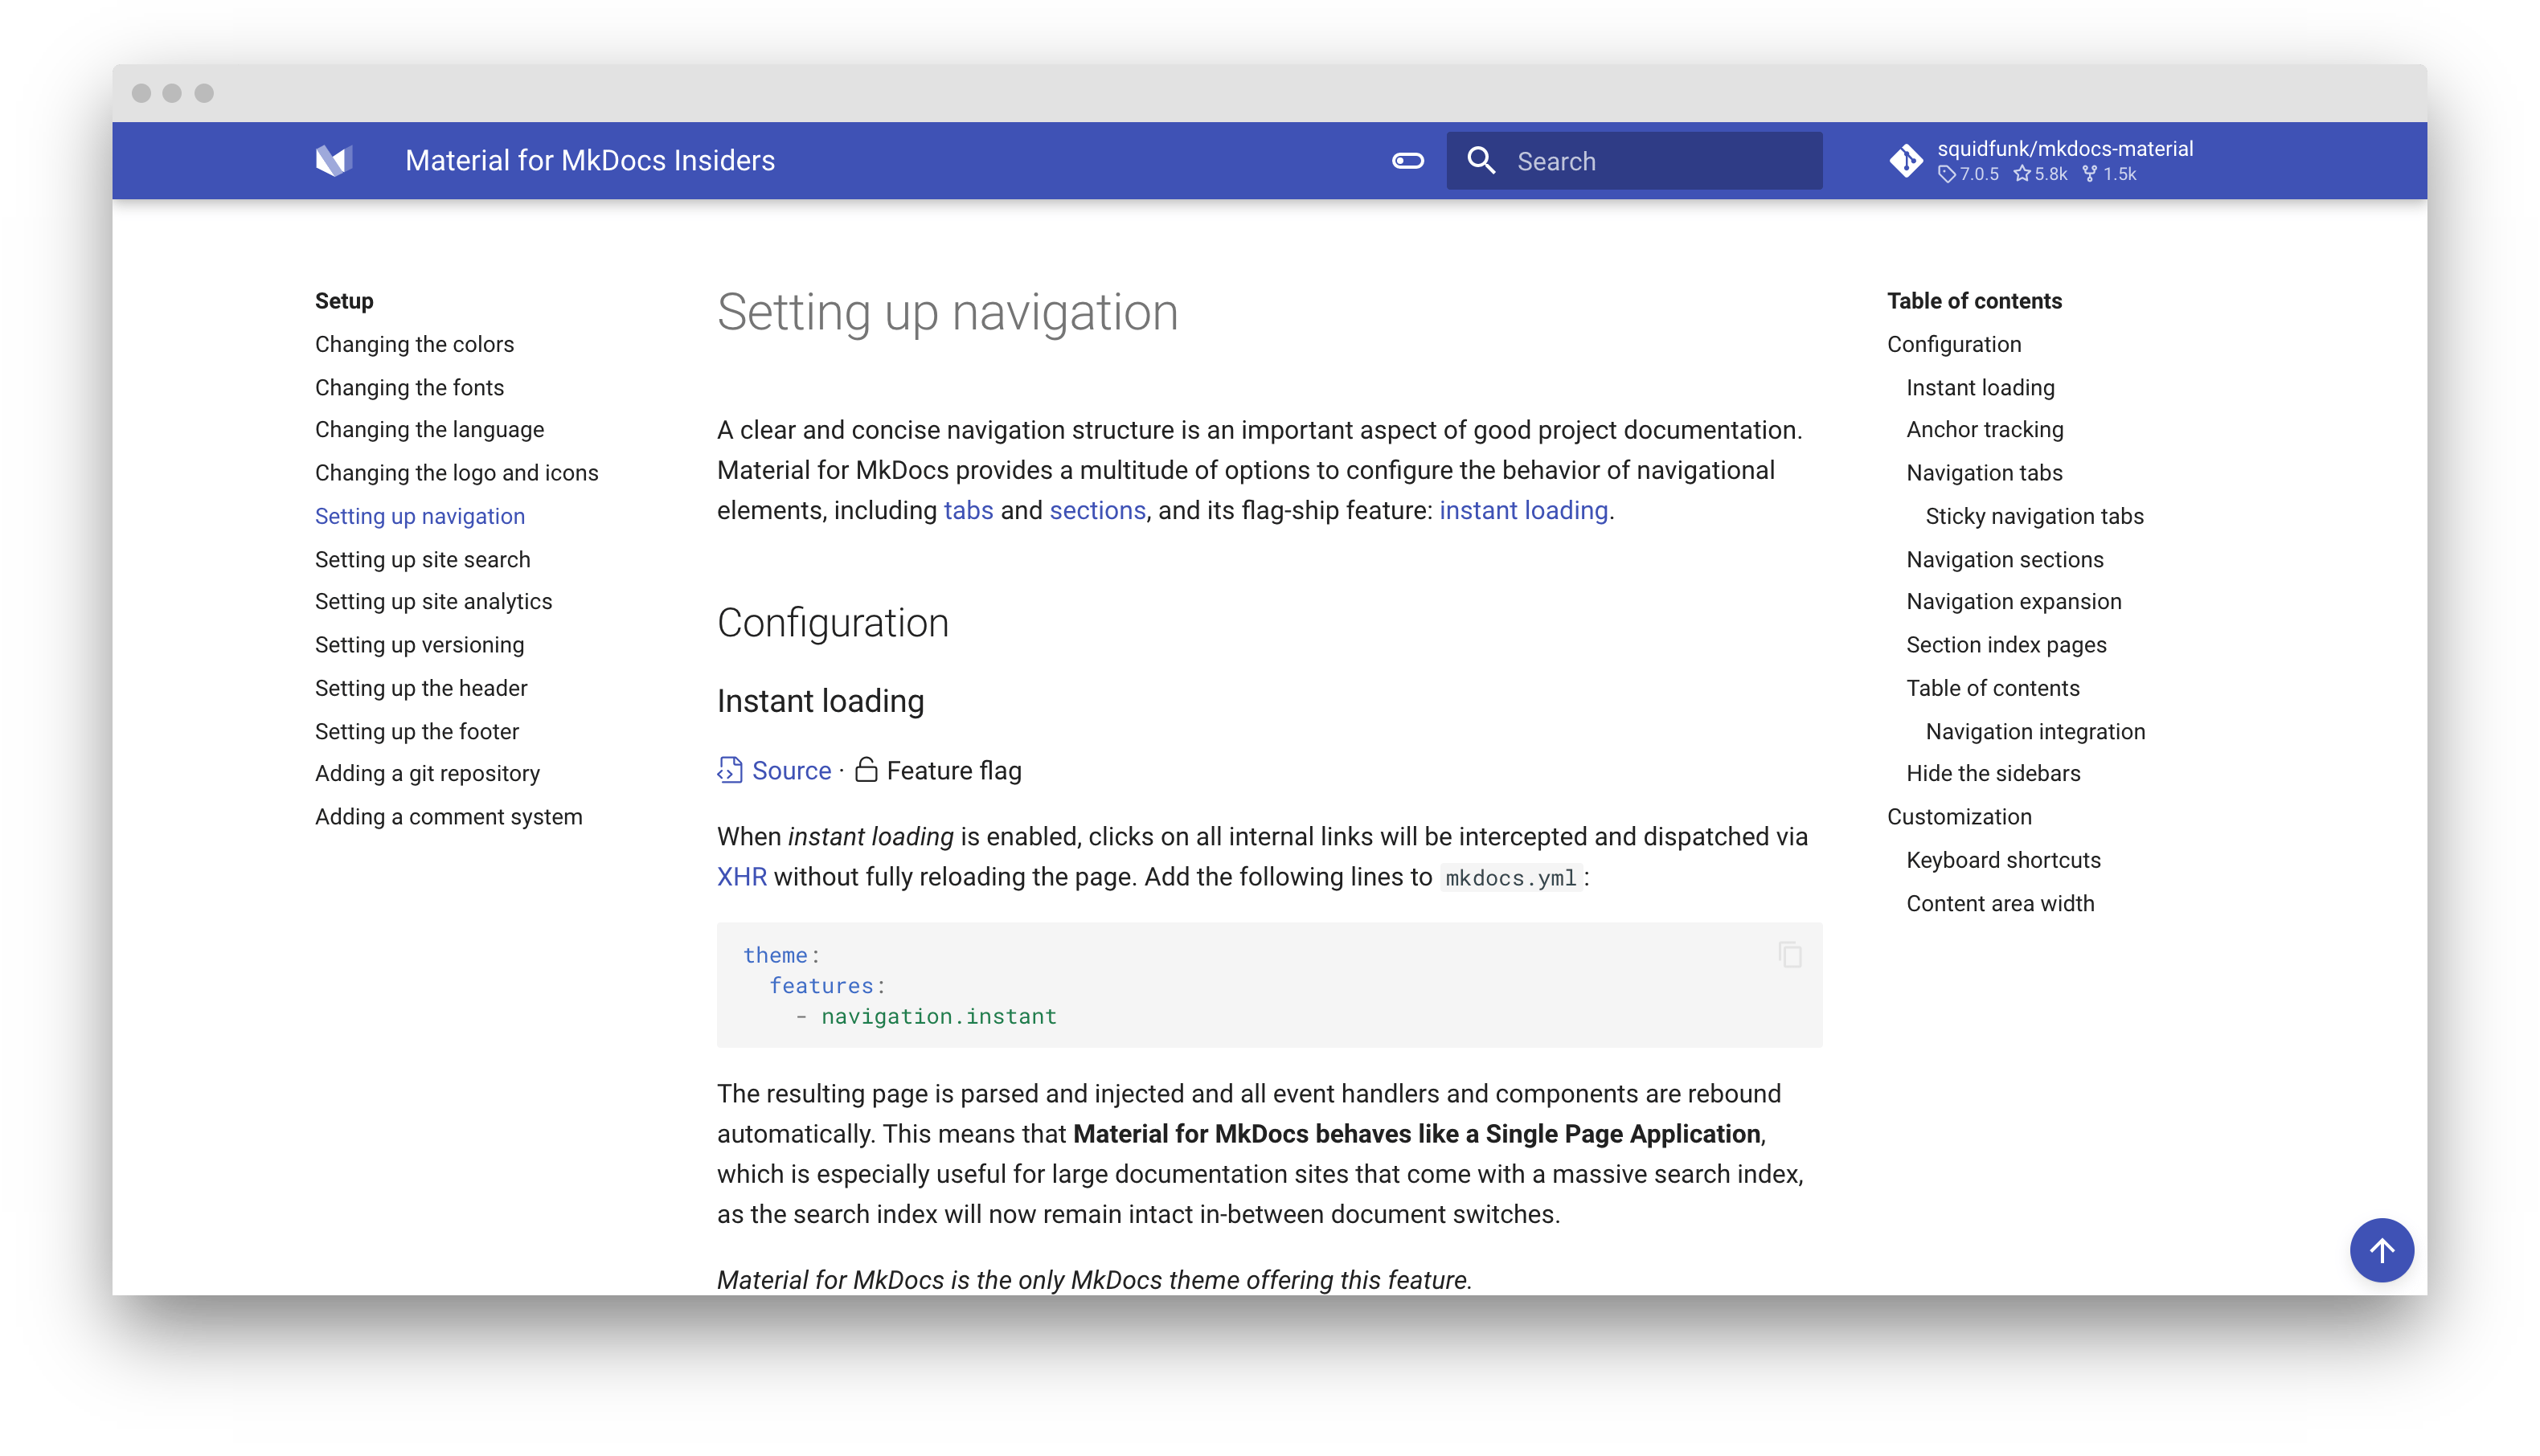 Material for MkDocs Insiders
Search
squidfunk/mkdocs-material
7.0.5 5.8k 1.5k
Setup
Changing the colors
Changing the fonts
Changing the language
Changing the logo and icons
Setting up navigation
Setting up site search
Setting up site analytics
Setting up versioning
Setting up the header
Setting up the footer
Adding a git repository
Adding a comment system
Setting up navigation
A clear and concise navigation structure is an important aspect of good project documentation.
Material for MkDocs provides a multitude of options to configure the behavior of navigational
elements, including tabs and sections, and its flag-ship feature: instant loading.
Configuration
Instant loading
Source · Feature flag
When instant loading is enabled, clicks on all internal links will be intercepted and dispatched via
XHR without fully reloading the page. Add the following lines to mkdocs.yml:
theme:
  features:
    - navigation.instant
The resulting page is parsed and injected and all event handlers and components are rebound
automatically. This means that Material for MkDocs behaves like a Single Page Application,
which is especially useful for large documentation sites that come with a massive search index,
as the search index will now remain intact in-between document switches.
Material for MkDocs is the only MkDocs theme offering this feature.
Table of contents
Configuration
Instant loading
Anchor tracking
Navigation tabs
Sticky navigation tabs
Navigation sections
Navigation expansion
Section index pages
Table of contents
Navigation integration
Hide the sidebars
Customization
Keyboard shortcuts
Content area width